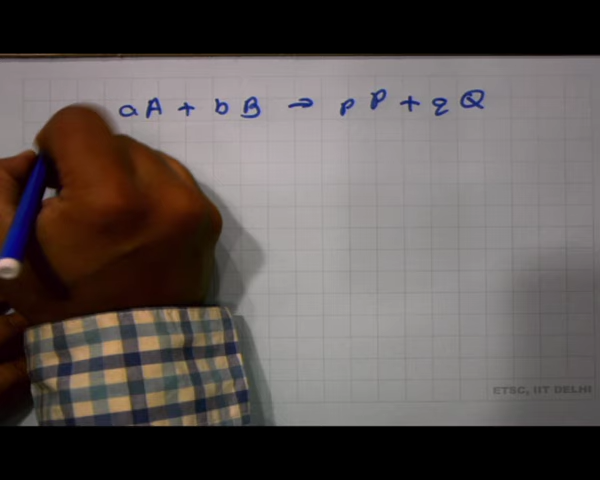 aA + bB → pP + qQ
ETSC, IIT DELHI